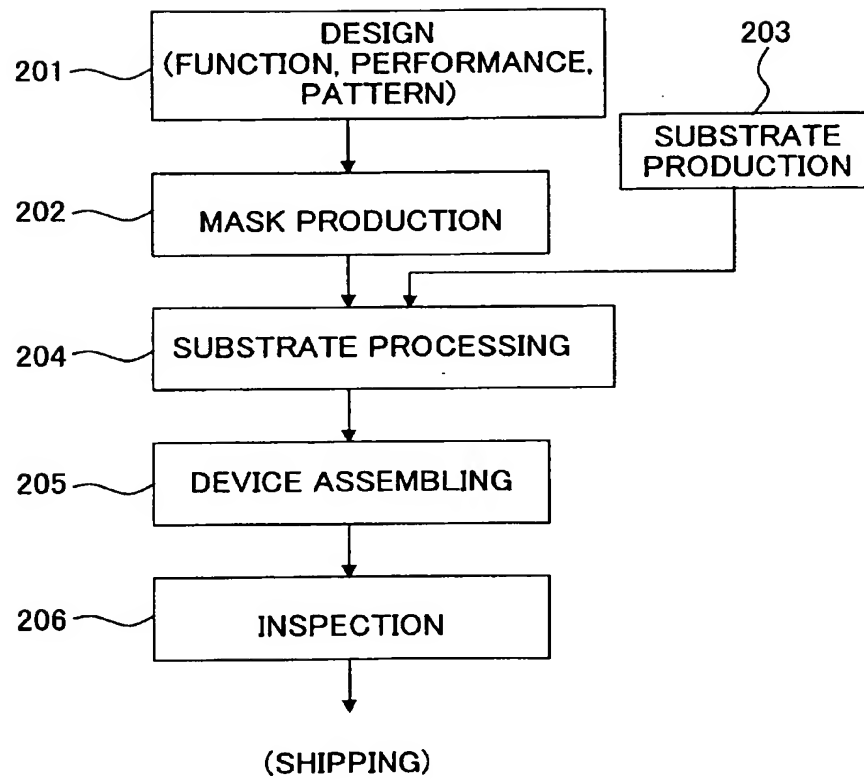 201
DESIGN
(FUNCTION, PERFORMANCE,
PATTERN)
203
SUBSTRATE
PRODUCTION
202
MASK PRODUCTION
204
SUBSTRATE PROCESSING
205
DEVICE ASSEMBLING
206
INSPECTION
(SHIPPING)